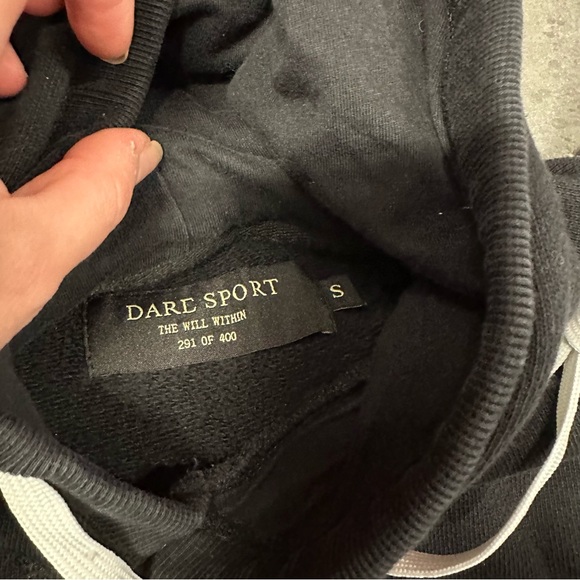 DARE SPORT
S
THE WILL WITHIN
291 OF 400